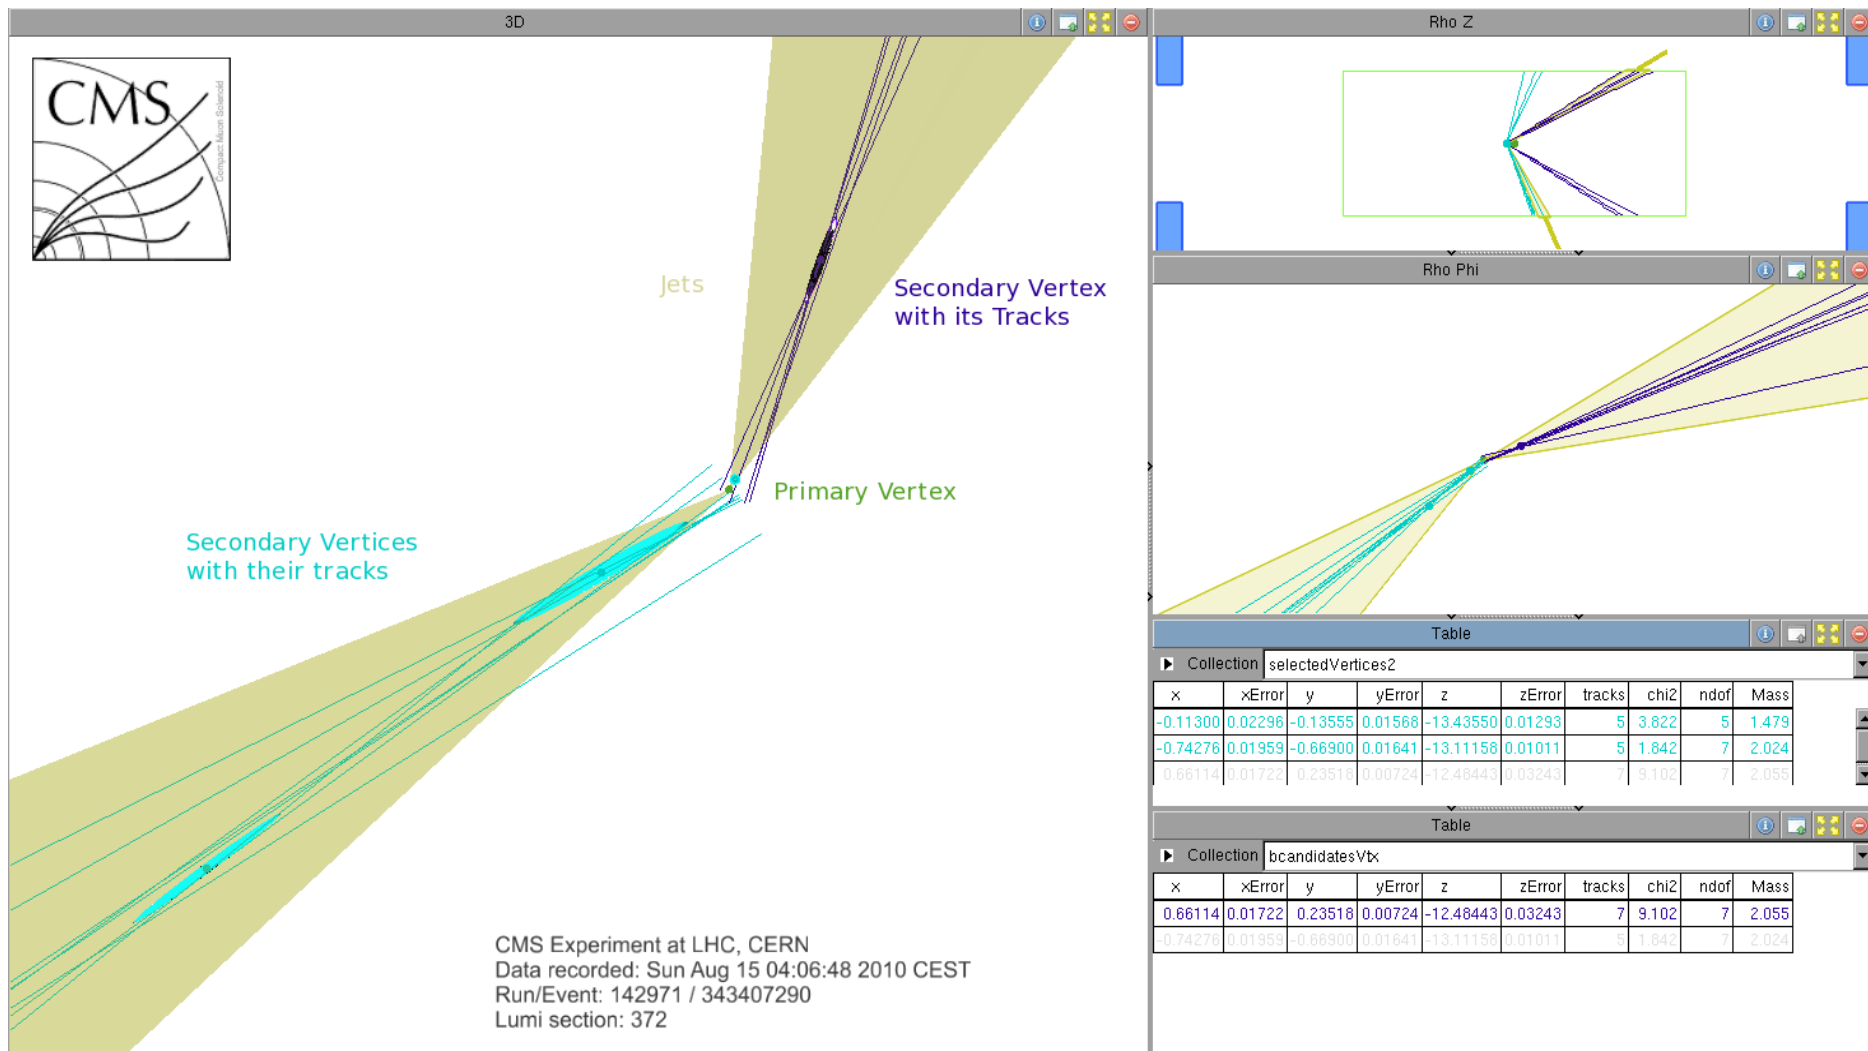 3D
CMS
Compact Muon Solenoid
Jets
Secondary Vertex
with its Tracks
Primary Vertex
Secondary Vertices
with their tracks
CMS Experiment at LHC, CERN
Data recorded: Sun Aug 15 04:06:48 2010 CEST
Run/Event: 142971 / 343407290
Lumi section: 372
Rho Z
Rho Phi
Table
Collection selectedVertices2
x xError y yError z zError tracks chi2 ndof Mass
-0.11300 0.02296 -0.13555 0.01568 -13.43550 0.01293 5 3.822 5 1.479
-0.74276 0.01959 -0.66900 0.01641 -13.11158 0.01011 5 1.842 7 2.024
0.66114 0.01722 0.23518 0.00724 -12.48443 0.03243 7 9.102 7 2.055
Table
Collection bcandidatesVtx
x xError y yError z zError tracks chi2 ndof Mass
0.66114 0.01722 0.23518 0.00724 -12.48443 0.03243 7 9.102 7 2.055
-0.74276 0.01959 -0.66900 0.01641 -13.11158 0.01011 5 1.842 7 2.024